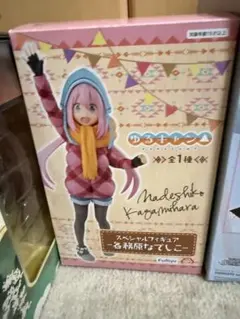 ゆるキャン△
全1種
Nadeshiko
Kagamihara
スペシャルフィギュア
-各務原なでしこ-
FuRyu